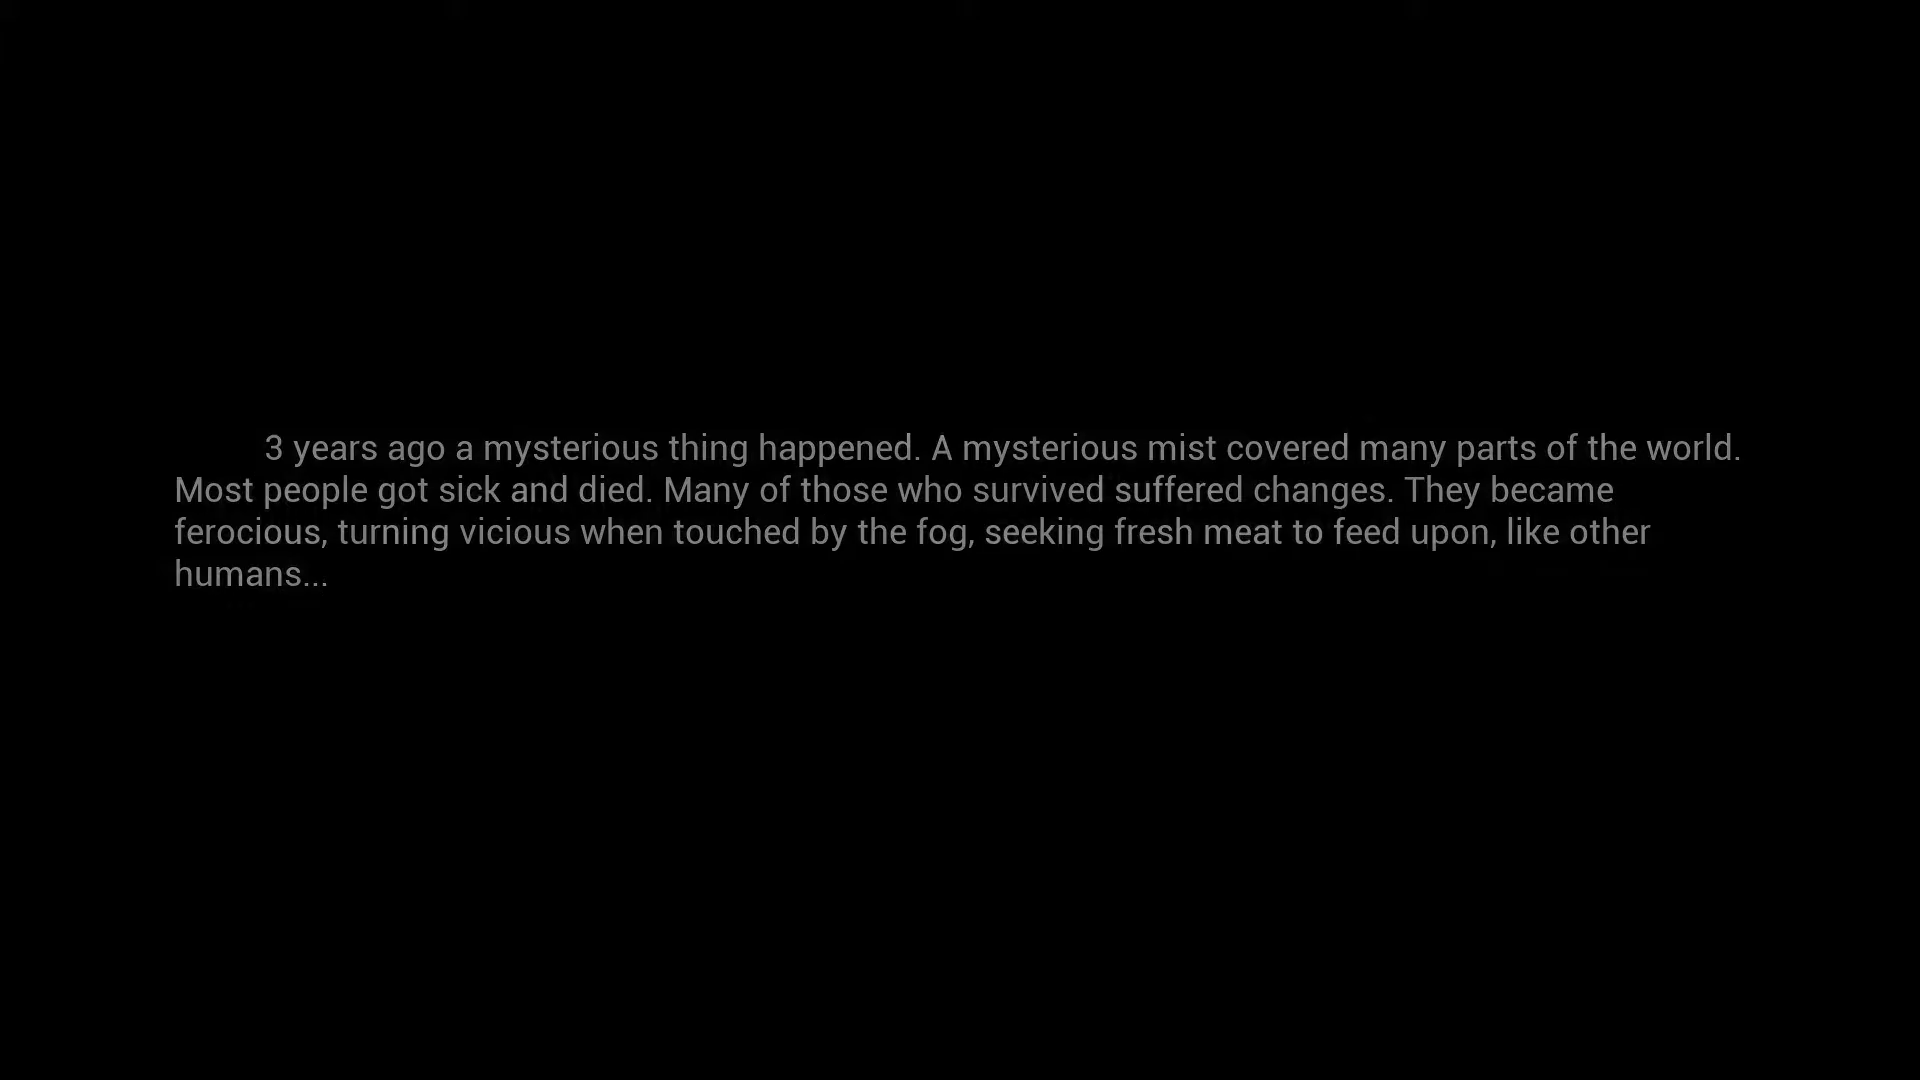 3 years ago a mysterious thing happened. A mysterious mist covered many parts of the world.
Most people got sick and died. Many of those who survived suffered changes. They became
ferocious, turning vicious when touched by the fog, seeking fresh meat to feed upon, like other
humans...